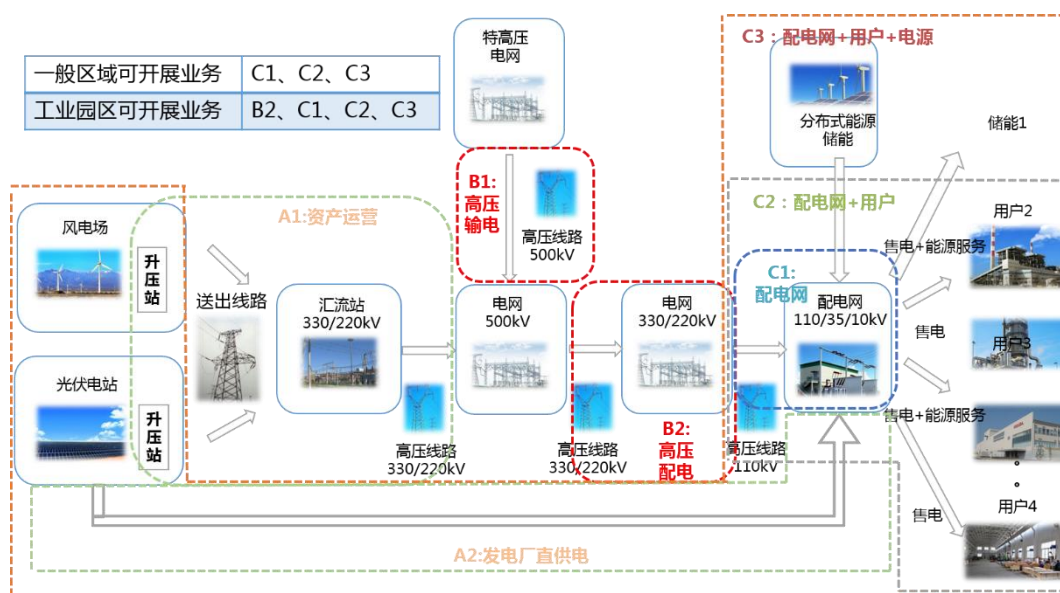 特高压
电网
C3：配电网+用户+电源
一般区域可开展业务 C1、C2、C3
工业园区可开展业务 B2、C1、C2、C3
分布式能源
储能
储能1
B1:
高压
输电
高压线路
500kV
C2：配电网+用户
A1:资产运营
风电场
升压站
用户2
售电+能源服务
C1:
配电网
送出线路
汇流站
330/220kV
电网
500kV
电网
330/220kV
配电网
110/35/10kV
售电
用户3
光伏电站
升压站
高压线路
330/220kV
高压线路
330/220kV
B2:
高压
配电
高压线路
110kV
售电+能源服务
用户4
售电
A2:发电厂直供电